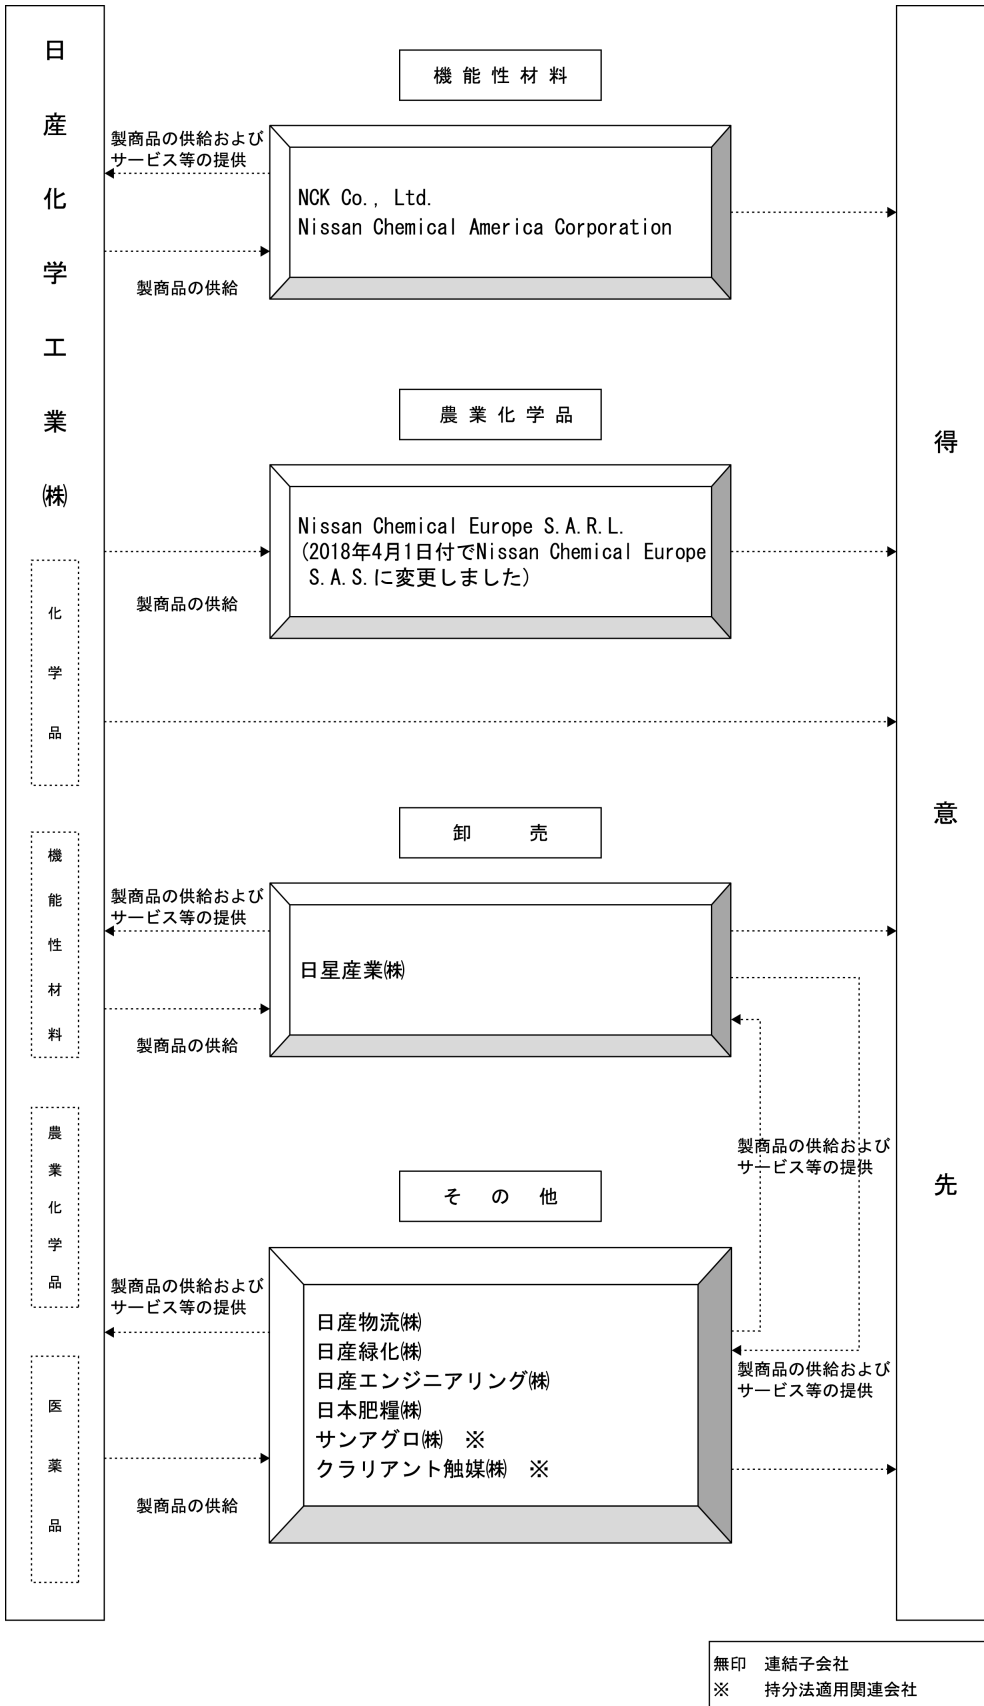 日産化学工業㈱
化学品
機能性材料
農業化学品
医薬品
機能性材料
製商品の供給および
サービス等の提供
NCK Co., Ltd.
Nissan Chemical America Corporation
製商品の供給
農業化学品
Nissan Chemical Europe S.A.R.L.
(2018年4月1日付でNissan Chemical Europe
S.A.S.に変更しました)
製商品の供給
卸売
製商品の供給および
サービス等の提供
日星産業㈱
製商品の供給
製商品の供給および
サービス等の提供
その他
製商品の供給および
サービス等の提供
日産物流㈱
日産緑化㈱
日産エンジニアリング㈱
日本肥糧㈱
サンアグロ㈱ ※
クラリアント触媒㈱ ※
製商品の供給および
サービス等の提供
製商品の供給
得意先
無印 連結子会社
※ 持分法適用関連会社